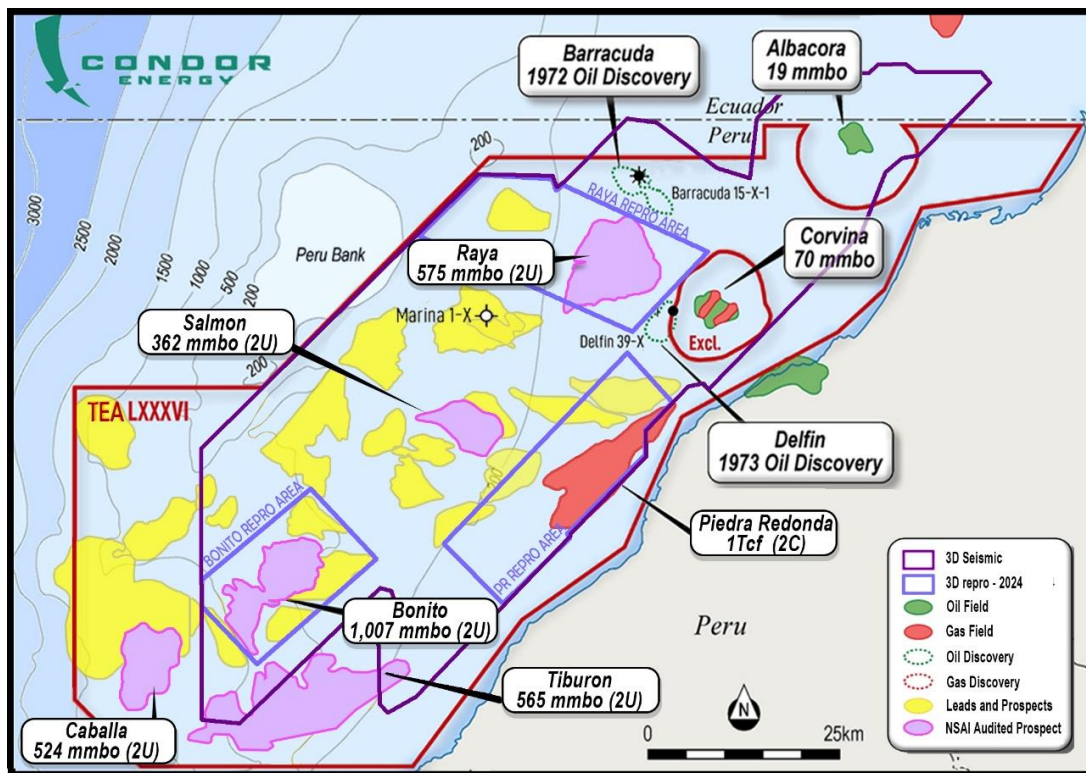 CONDOR
ENERGY
Barracuda
1972 Oil Discovery
Albacora
19 mmbo
Ecuador
Peru
200
Barracuda 15-X-1
RAYA REPRO AREA
3000
2500
2000
1500
1000
500
200
Peru Bank
Raya
575 mmbo (2U)
Corvina
70 mmbo
Marina 1-X
Salmon
362 mmbo (2U)
Delfin 39-X
Excl.
200
TEA LXXXVI
Delfin
1973 Oil Discovery
200
Piedra Redonda
1Tcf (2C)
BONITO REPRO AREA
PR REPRO AREA
Bonito
1,007 mmbo (2U)
Peru
Tiburon
565 mmbo (2U)
Caballa
524 mmbo (2U)
N
0
25km
3D Seismic
3D repro - 2024
Oil Field
Gas Field
Oil Discovery
Gas Discovery
Leads and Prospects
NSAI Audited Prospect